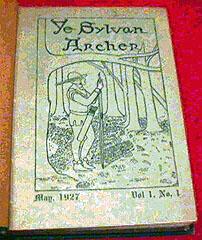 Ye Sylvan
Archer
May, 1927 Vol 1, No. 1